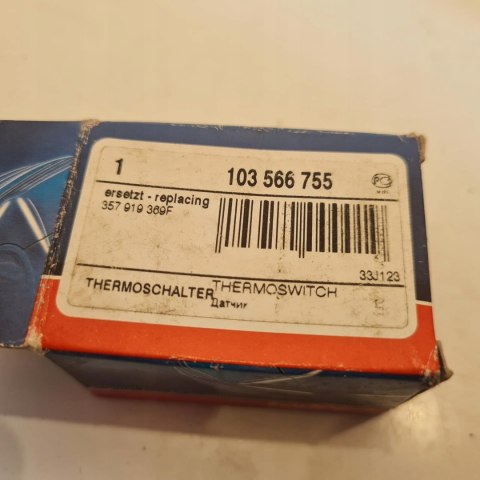 1 103 566 755
ersetzt - replacing
357 919 369F
33J123
THERMOSCHALTER THERMOSWITCH
Датчик